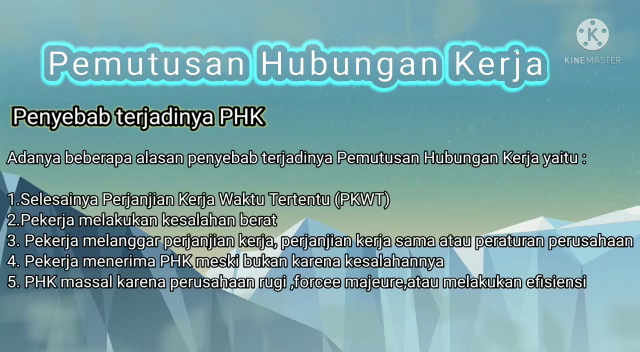 Pemutusan Hubungan Kerja
KINEMASTER
Penyebab terjadinya PHK
Adanya beberapa alasan penyebab terjadinya Pemutusan Hubungan Kerja yaitu :
1.Selesainya Perjanjian Kerja Waktu Tertentu (PKWT)
2.Pekerja melakukan kesalahan berat
3. Pekerja melanggar perjanjian kerja, perjanjian kerja sama atau peraturan perusahaan
4. Pekerja menerima PHK meski bukan karena kesalahannya
5. PHK massal karena perusahaan rugi ,forcee majeure,atau melakukan efisiensi